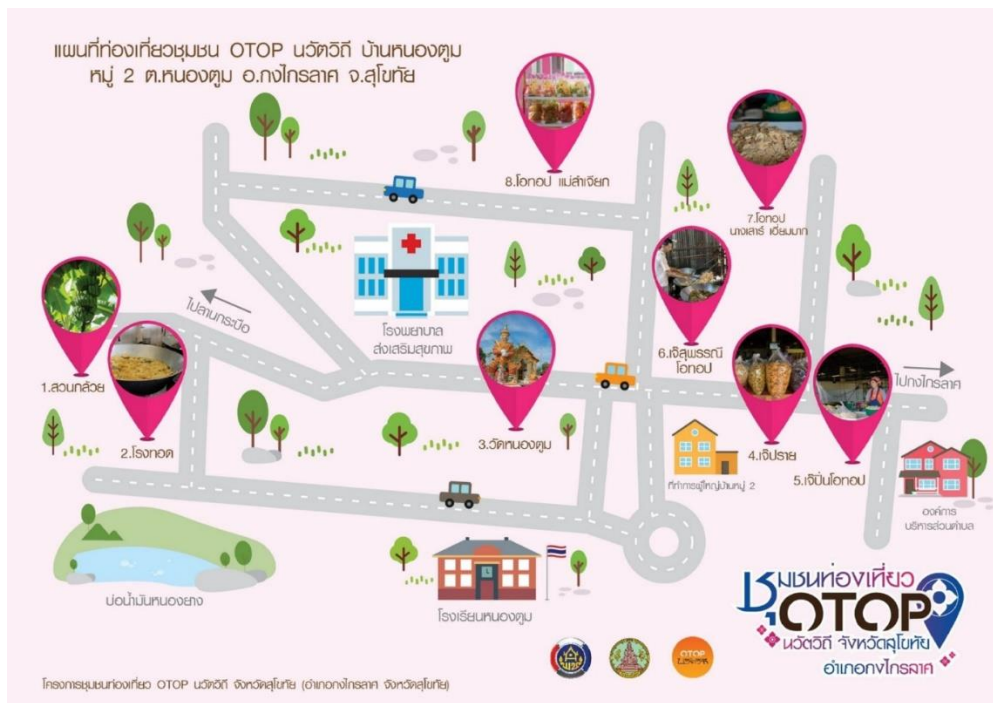 แผนที่ท่องเที่ยวชุมชน OTOP นวัตวิถี บ้านหนองตูม
หมู่ 2 ต.หนองตูม อ.กงไกรลาศ จ.สุโขทัย
8.โอทอป แม่สำเจียก
7.โอทอป
นางเสาร์ เอี่ยมมาก
ไปลานกระบือ
โรงพยาบาล
ส่งเสริมสุขภาพ
6.เจ๊สุพรรณี
โอทอป
ไปกงไกรลาศ
1.สวนกล้วย
2.โรงทอด
3.วัดหนองตูม
4.เจ๊ปราย
5.เจ๊ปิ่นโอทอป
ที่ทำการผู้ใหญ่บ้านหมู่ 2
องค์การ
บริหารส่วนตำบล
บ่อน้ำมันหนองยาง
โรงเรียนหนองตูม
ชุมชนท่องเที่ยว
OTOP
นวัตวิถี จังหวัดสุโขทัย
อำเภอกงไกรลาศ
OTOP
นวัตวิถี
โครงการชุมชนท่องเที่ยว OTOP นวัตวิถี จังหวัดสุโขทัย (อำเภอกงไกรลาศ จังหวัดสุโขทัย)